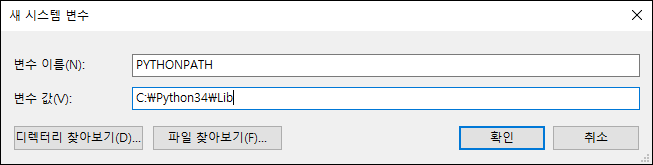 새 시스템 변수
변수 이름(N): PYTHONPATH
변수 값(V): C:₩Python34₩Lib
디렉터리 찾아보기(D)... 파일 찾아보기(F)... 확인 취소